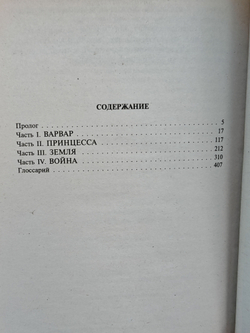 СОДЕРЖАНИЕ
Пролог . . . . . . . . . . . . . . . . . . . . 5
Часть I. ВАРВАР . . . . . . . . . . . . . . . . . . . . 17
Часть II. ПРИНЦЕССА . . . . . . . . . . . . . . . . . . . . 117
Часть III. ЗЕМЛЯ . . . . . . . . . . . . . . . . . . . . 212
Часть IV. ВОЙНА . . . . . . . . . . . . . . . . . . . . 310
Глоссарий . . . . . . . . . . . . . . . . . . . . 407